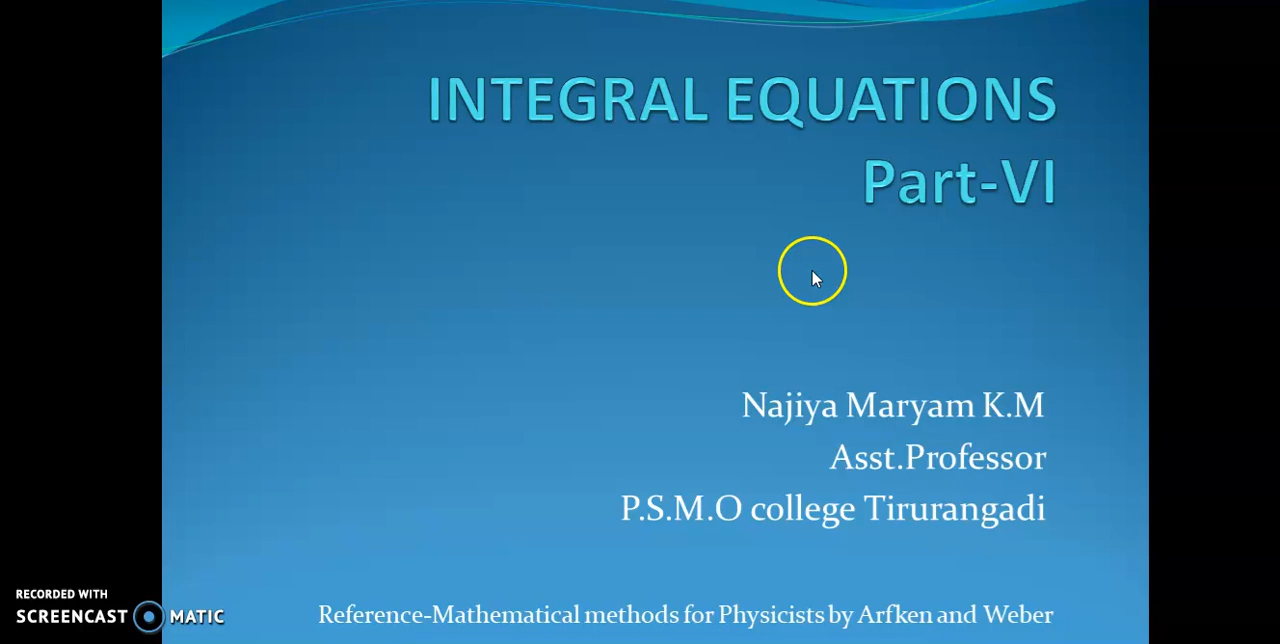 INTEGRAL EQUATIONS
Part-VI
Najiya Maryam K.M
Asst.Professor
P.S.M.O college Tirurangadi
RECORDED WITH
SCREENCAST MATIC
Reference-Mathematical methods for Physicists by Arfken and Weber